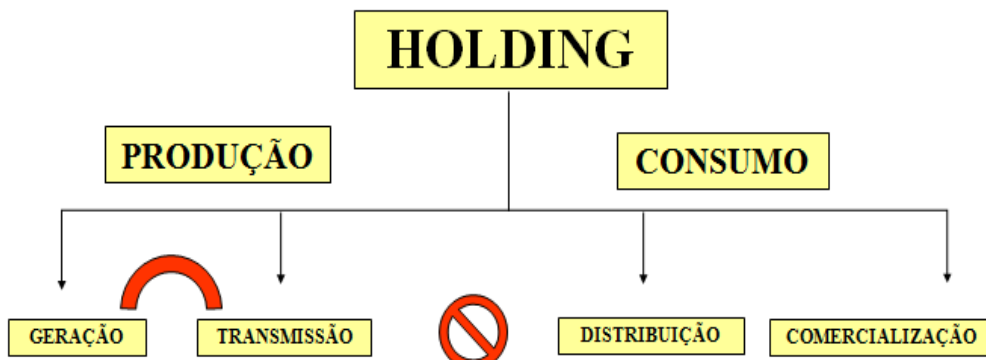 HOLDING
PRODUÇÃO
CONSUMO
GERAÇÃO
TRANSMISSÃO
DISTRIBUIÇÃO
COMERCIALIZAÇÃO